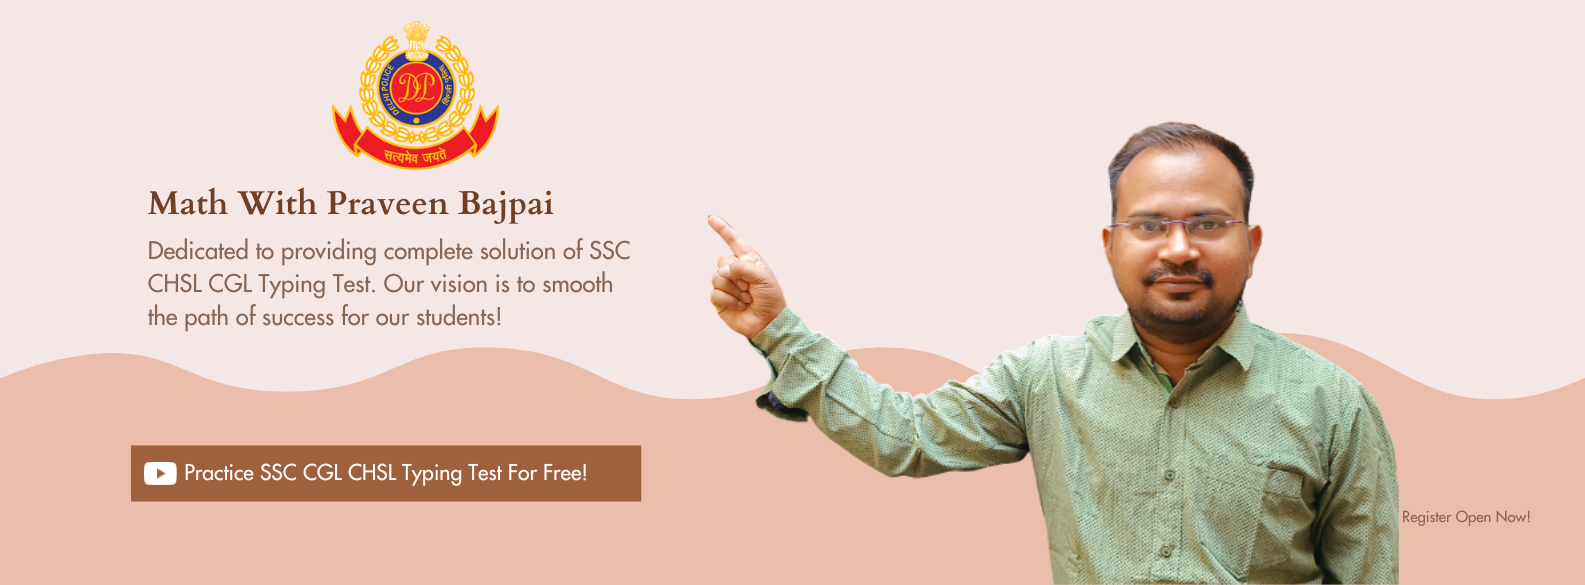 DELHI POLICE
दिल्ली पुलिस
DP
सत्यमेव जयते
Math With Praveen Bajpai
Dedicated to providing complete solution of SSC
CHSL CGL Typing Test. Our vision is to smooth
the path of success for our students!
Practice SSC CGL CHSL Typing Test For Free!
Register Open Now!